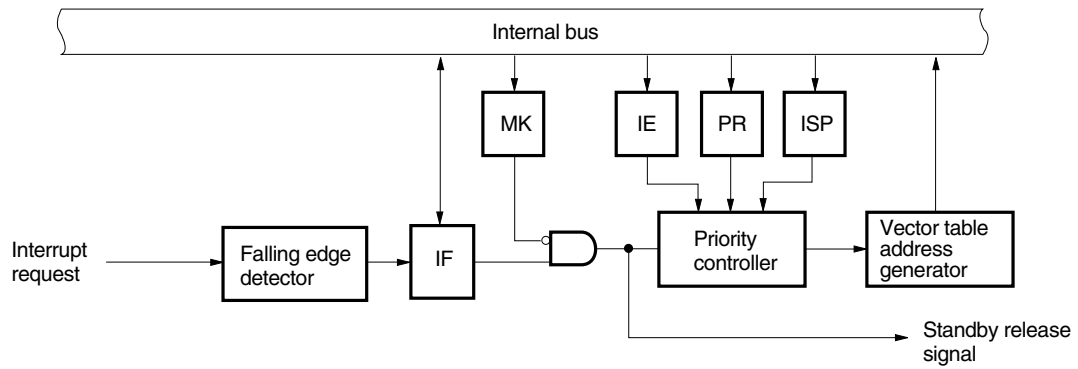 Internal bus
MK
IE
PR
ISP
Interrupt
request
Falling edge
detector
IF
Priority
controller
Vector table
address
generator
Standby release
signal